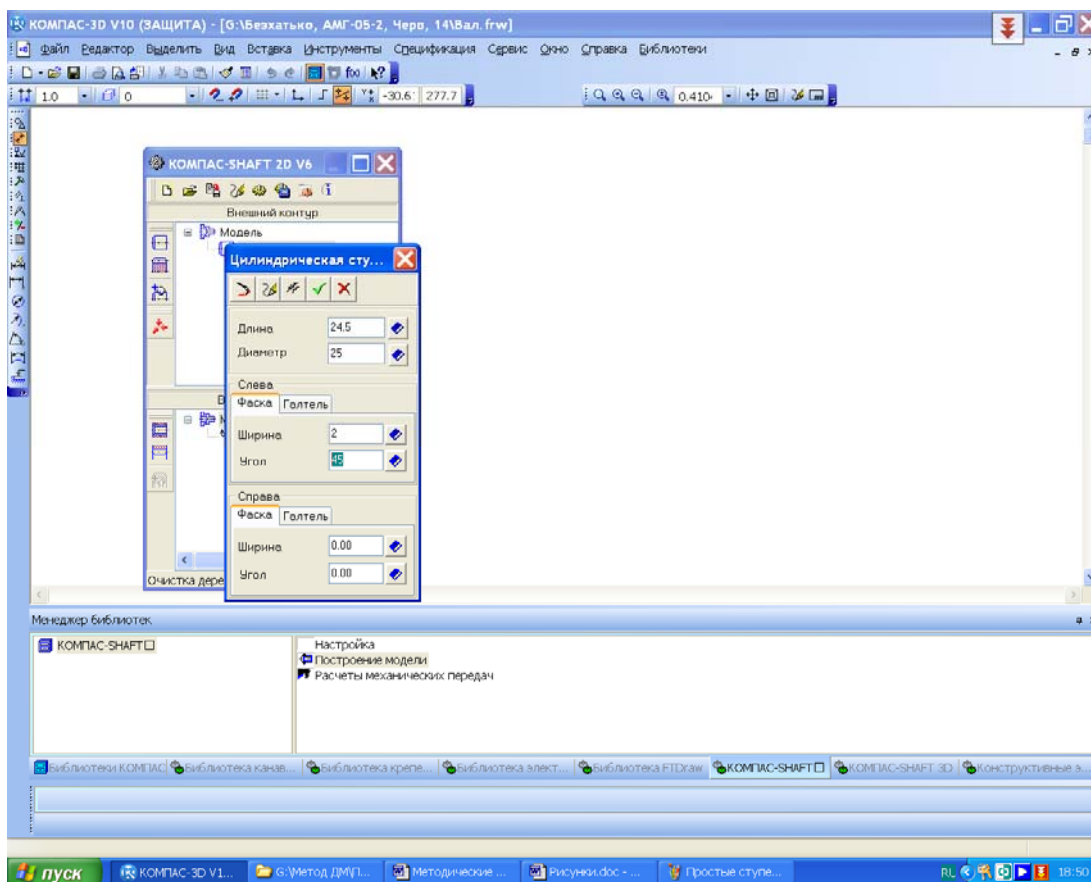 КОМПАС-3D V10 (ЗАЩИТА) - [G:\Безхатько, АМГ-05-2, Черв, 14\Вал.frw]
Файл Редактор Выделить Вид Вставка Инструменты Спецификация Сервис Окно Справка Библиотеки
1.0 0 -30.6 277.7 0.410
КОМПАС-SHAFT 2D V6
Внешний контур
Модель
Цилиндрическая сту...
Длина 24.5
Диаметр 25
Слева
Фаска Галтель
Ширина 2
Угол 45
Справа
Фаска Галтель
Ширина 0.00
Угол 0.00
Очистка дере
Менеджер библиотек
КОМПАС-SHAFT
Настройка
Построение модели
Расчеты механических передач
Библиотеки КОМПАС Библиотека канав... Библиотека крепе... Библиотека элект... Библиотека FTDraw КОМПАС-SHAFT КОМПАС-SHAFT 3D Конструктивные э...
пуск КОМПАС-3D V1... G:\Метод ДМ\П... Методические ... Рисунки.doc - ... Простые ступе... RL 18:50